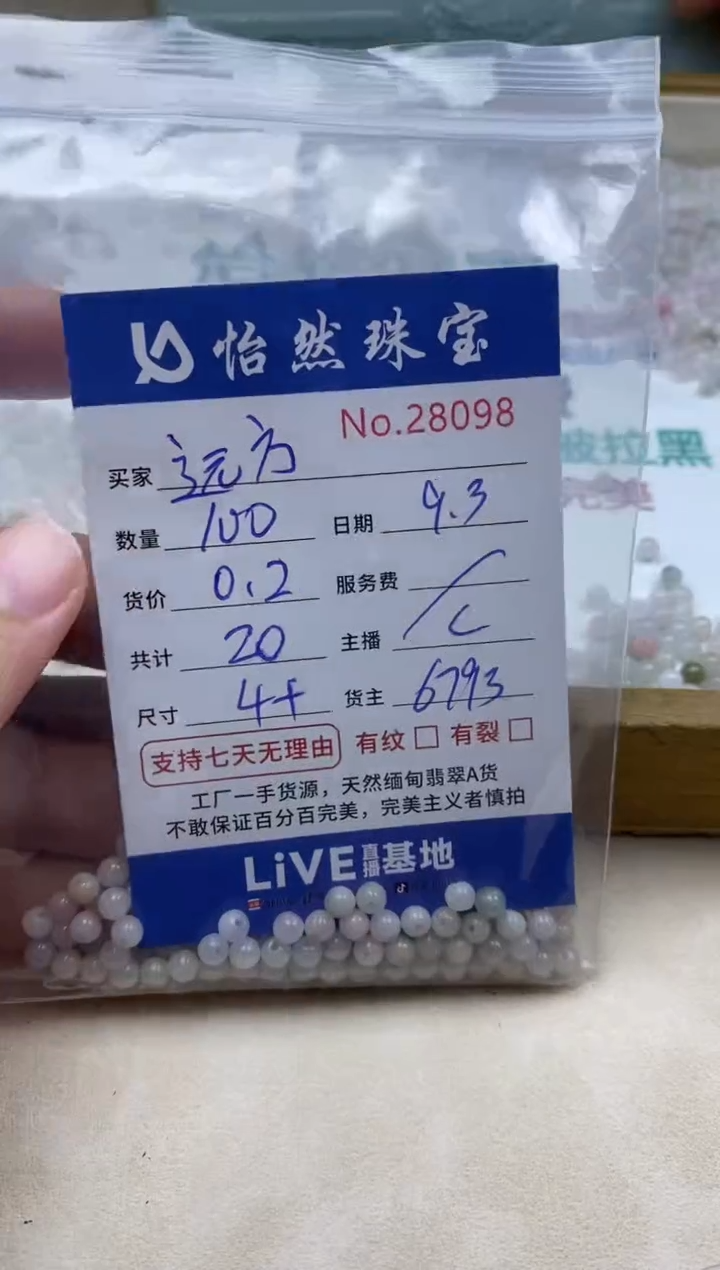 怡然珠宝
No.28098
买家 远方
数量 100 日期 9.3
货价 0.2 服务费 /
共计 20 主播 C
尺寸 4+ 货主 6793
支持七天无理由 有纹 □ 有裂 □
工厂一手货源，天然缅甸翡翠A货
不敢保证百分百完美，完美主义者慎拍
LiVE直播基地
黑拉